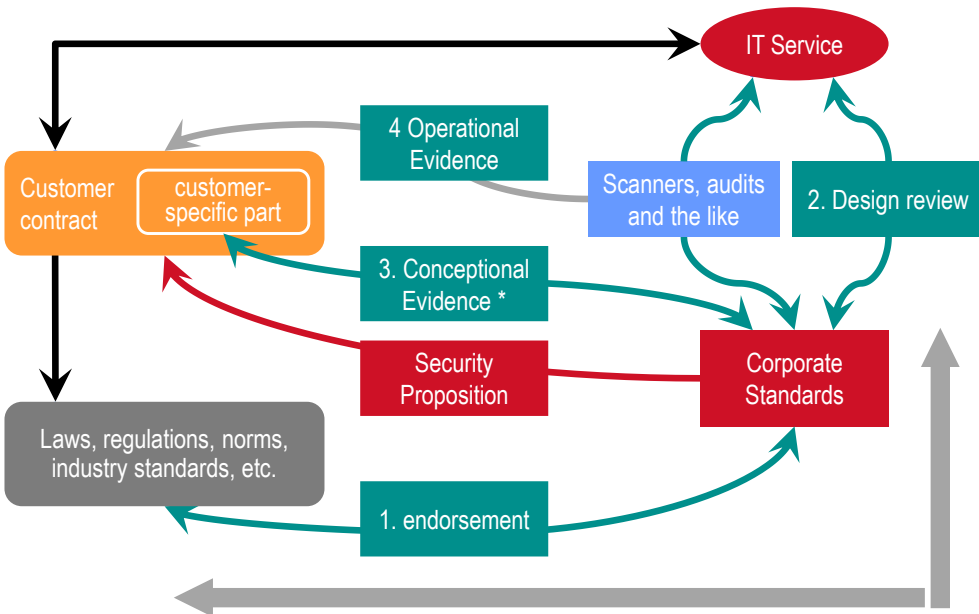 IT Service
4 Operational
Evidence
Customer
contract
customer-
specific part
Scanners, audits
and the like
2. Design review
3. Conceptional
Evidence *
Security
Proposition
Corporate
Standards
Laws, regulations, norms,
industry standards, etc.
1. endorsement